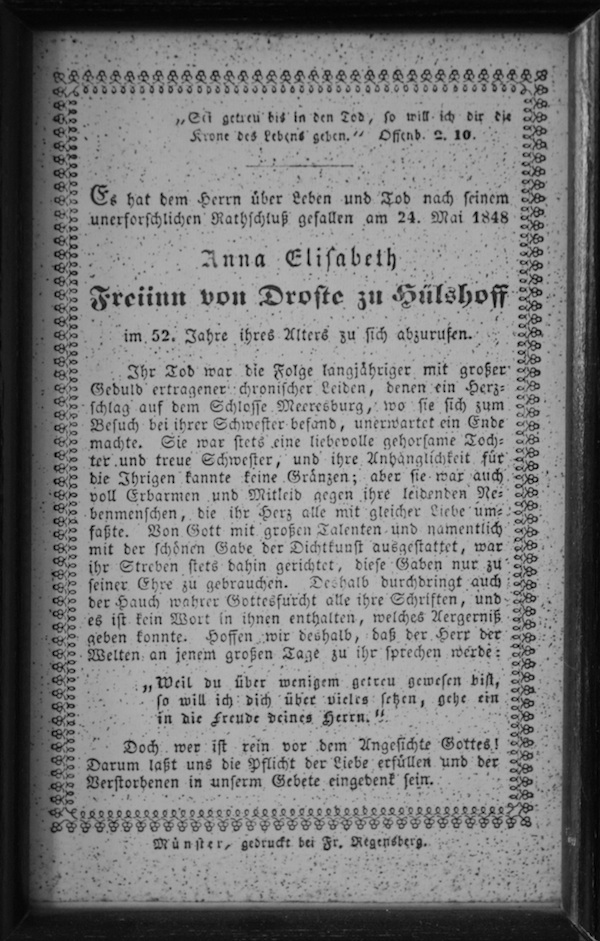 „Sei getreu bis in den Tod, so will ich dir die
Krone des Lebens geben.“ Offenb. 2. 10.
Es hat dem Herrn über Leben und Tod nach seinem
unerforschlichen Rathschluß gefallen am 24. Mai 1848
Anna Elisabeth
Freiinn von Droste zu Hülshoff
im 52. Jahre ihres Alters zu sich abzurufen.
Ihr Tod war die Folge langjähriger mit großer
Geduld ertragener chronischer Leiden, denen ein Herz-
schlag auf dem Schlosse Meeresburg, wo sie sich zum
Besuch bei ihrer Schwester befand, unerwartet ein Ende
machte. Sie war stets eine liebevolle gehorsame Toch-
ter und treue Schwester, und ihre Anhänglichkeit für
die Ihrigen kannte keine Gränzen; aber sie war auch
voll Erbarmen und Mitleid gegen ihre leidenden Ne-
benmenschen, die ihr Herz alle mit gleicher Liebe um-
faßte. Von Gott mit großen Talenten und namentlich
mit der schönen Gabe der Dichtkunst ausgestattet, war
ihr Streben stets dahin gerichtet, diese Gaben nur zu
seiner Ehre zu gebrauchen. Deshalb durchdringt auch
der Hauch wahrer Gottesfurcht alle ihre Schriften, und
es ist kein Wort in ihnen enthalten, welches Aergerniß
geben konnte. Hoffen wir deshalb, daß der Herr der
Welten an jenem großen Tage zu ihr sprechen werde:
„Weil du über wenigem getreu gewesen bist,
so will ich dich über vieles setzen, gehe ein
in die Freude deines Herrn.“
Doch wer ist rein vor dem Angesichte Gottes!
Darum laßt uns die Pflicht der Liebe erfüllen und der
Verstorbenen in unserm Gebete eingedenk sein.
Münster, gedruckt bei Fr. Regensberg.